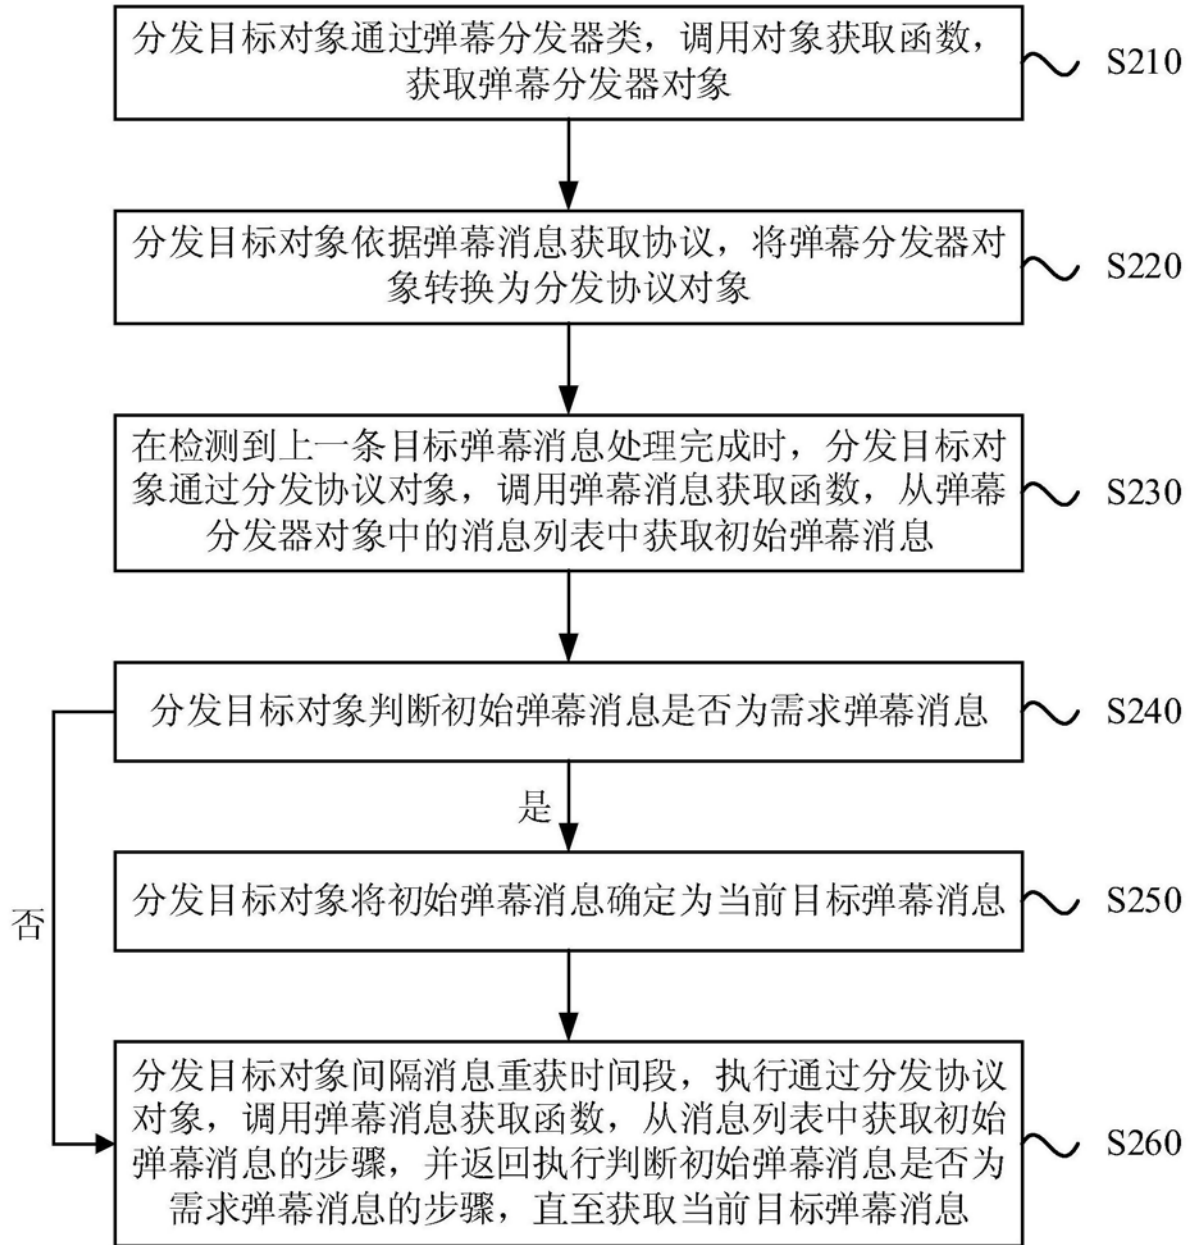 分发目标对象通过弹幕分发器类，调用对象获取函数，
获取弹幕分发器对象
S210
分发目标对象依据弹幕消息获取协议，将弹幕分发器对
象转换为分发协议对象
S220
在检测到上一条目标弹幕消息处理完成时，分发目标对
象通过分发协议对象，调用弹幕消息获取函数，从弹幕
分发器对象中的消息列表中获取初始弹幕消息
S230
分发目标对象判断初始弹幕消息是否为需求弹幕消息
S240
是
分发目标对象将初始弹幕消息确定为当前目标弹幕消息
S250
否
分发目标对象间隔消息重获时间段，执行通过分发协议
对象，调用弹幕消息获取函数，从消息列表中获取初始
弹幕消息的步骤，并返回执行判断初始弹幕消息是否为
需求弹幕消息的步骤，直至获取当前目标弹幕消息
S260